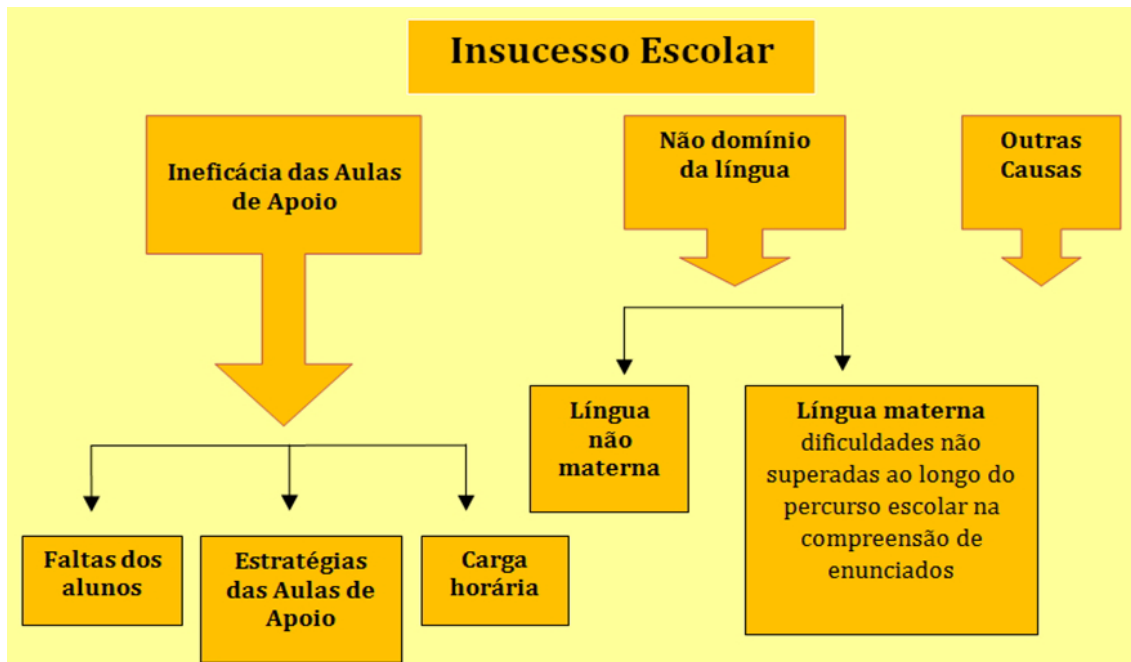 Insucesso Escolar
Ineficácia das Aulas
de Apoio
Não domínio
da língua
Outras
Causas
Língua
não
materna
Língua materna
dificuldades não
superadas ao longo do
percurso escolar na
compreensão de
enunciados
Faltas dos
alunos
Estratégias
das Aulas de
Apoio
Carga
horária